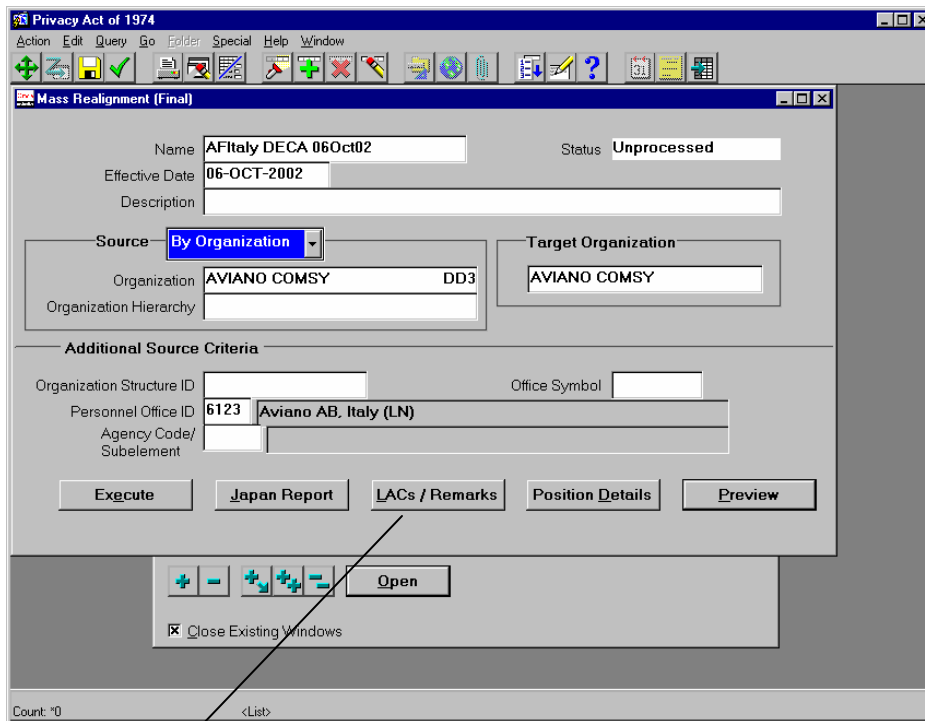 Privacy Act of 1974
Action Edit Query Go Folder Special Help Window
Mass Realignment (Final)
Name AFItaly DECA 06Oct02 Status Unprocessed
Effective Date 06-OCT-2002
Description
Source By Organization Target Organization
Organization AVIANO COMSY DD3 AVIANO COMSY
Organization Hierarchy
Additional Source Criteria
Organization Structure ID Office Symbol
Personnel Office ID 6123 Aviano AB, Italy (LN)
Agency Code/
Subelement
Execute Japan Report LACs / Remarks Position Details Preview
Open
Close Existing Windows
Count: *0 <List>